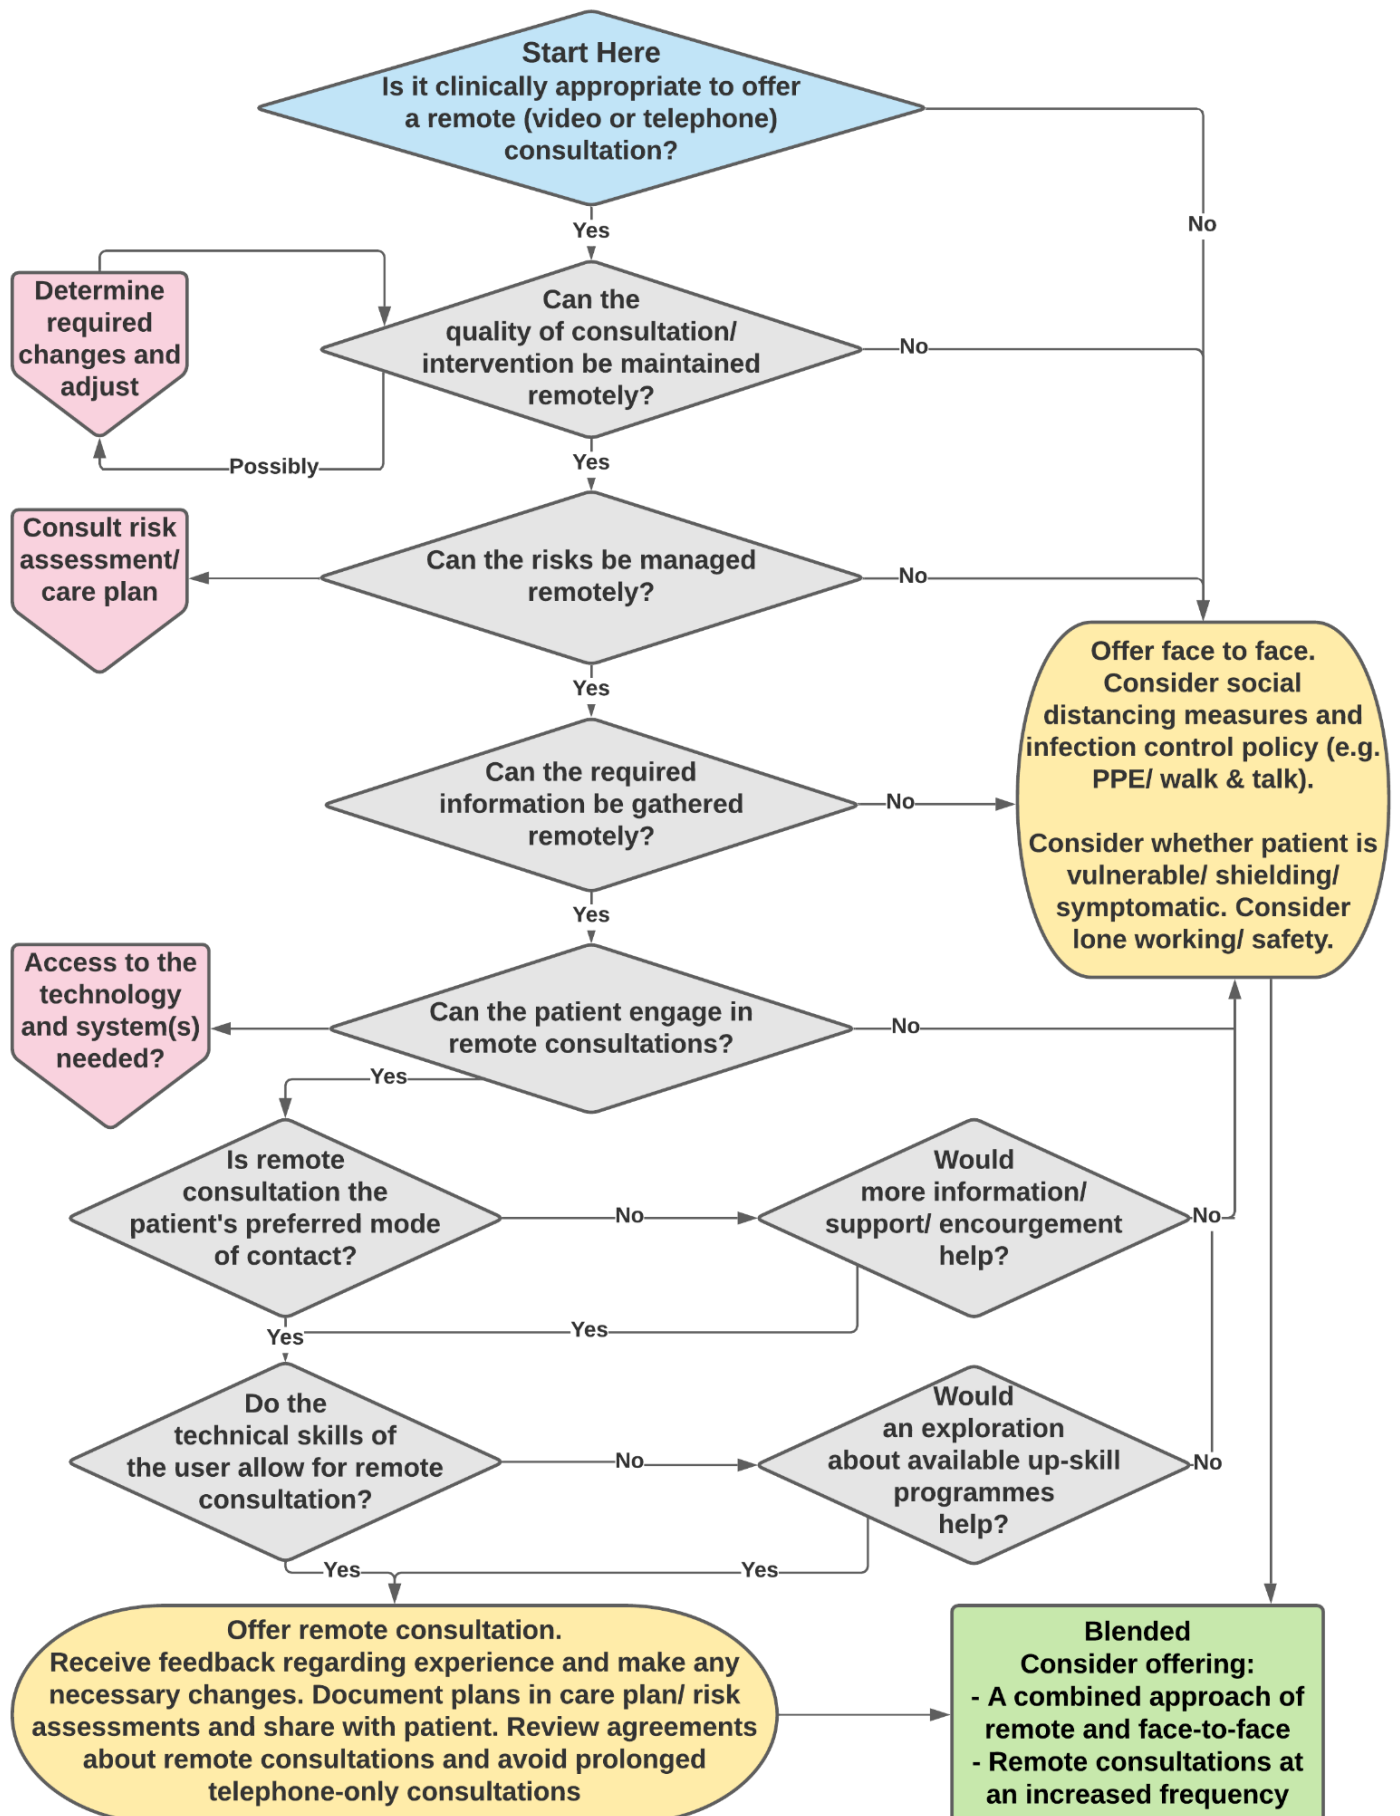 Start Here
Is it clinically appropriate to offer
a remote (video or telephone)
consultation?
No
Yes
Determine
required
changes and
adjust
Can the
quality of consultation/
intervention be maintained
remotely?
No
Possibly
Yes
Consult risk
assessment/
care plan
Can the risks be managed
remotely?
No
Yes
Offer face to face.
Consider social
distancing measures and
infection control policy (e.g.
PPE/ walk & talk).
Consider whether patient is
vulnerable/ shielding/
symptomatic. Consider
lone working/ safety.
Can the required
information be gathered
remotely?
No
Yes
Access to the
technology
and system(s)
needed?
Can the patient engage in
remote consultations?
No
Yes
Is remote
consultation the
patient's preferred mode
of contact?
No
Would
more information/
support/ encourgement
help?
No
Yes
Yes
Do the
technical skills of
the user allow for remote
consultation?
No
Would
an exploration
about available up-skill
programmes
help?
No
Yes
Yes
Offer remote consultation.
Receive feedback regarding experience and make any
necessary changes. Document plans in care plan/ risk
assessments and share with patient. Review agreements
about remote consultations and avoid prolonged
telephone-only consultations
Blended
Consider offering:
- A combined approach of
remote and face-to-face
- Remote consultations at
an increased frequency